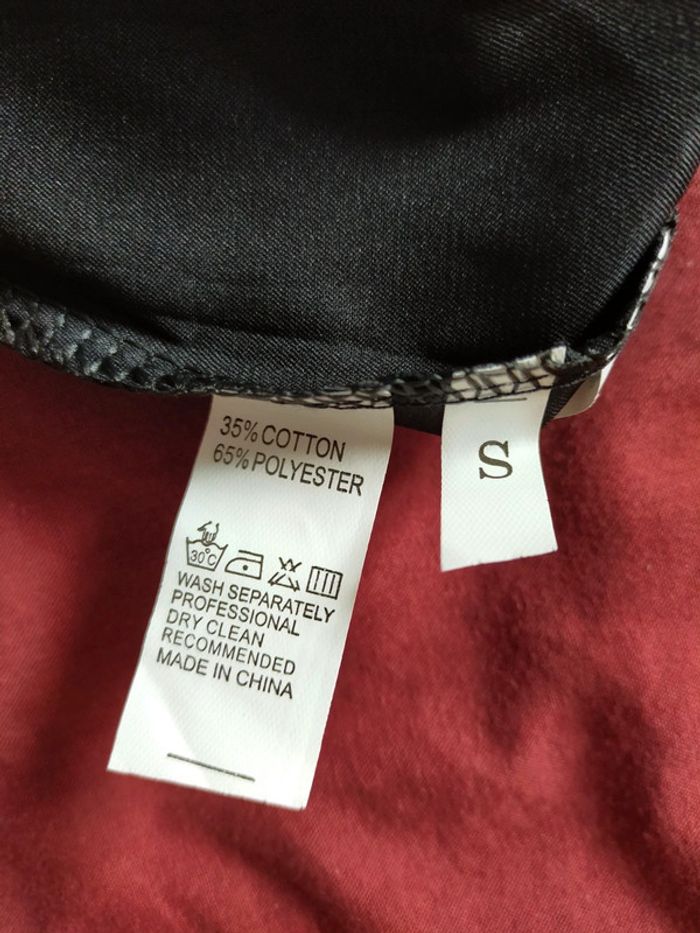 35% COTTON
65% POLYESTER
30°C
WASH SEPARATELY
PROFESSIONAL
DRY CLEAN
RECOMMENDED
MADE IN CHINA
S